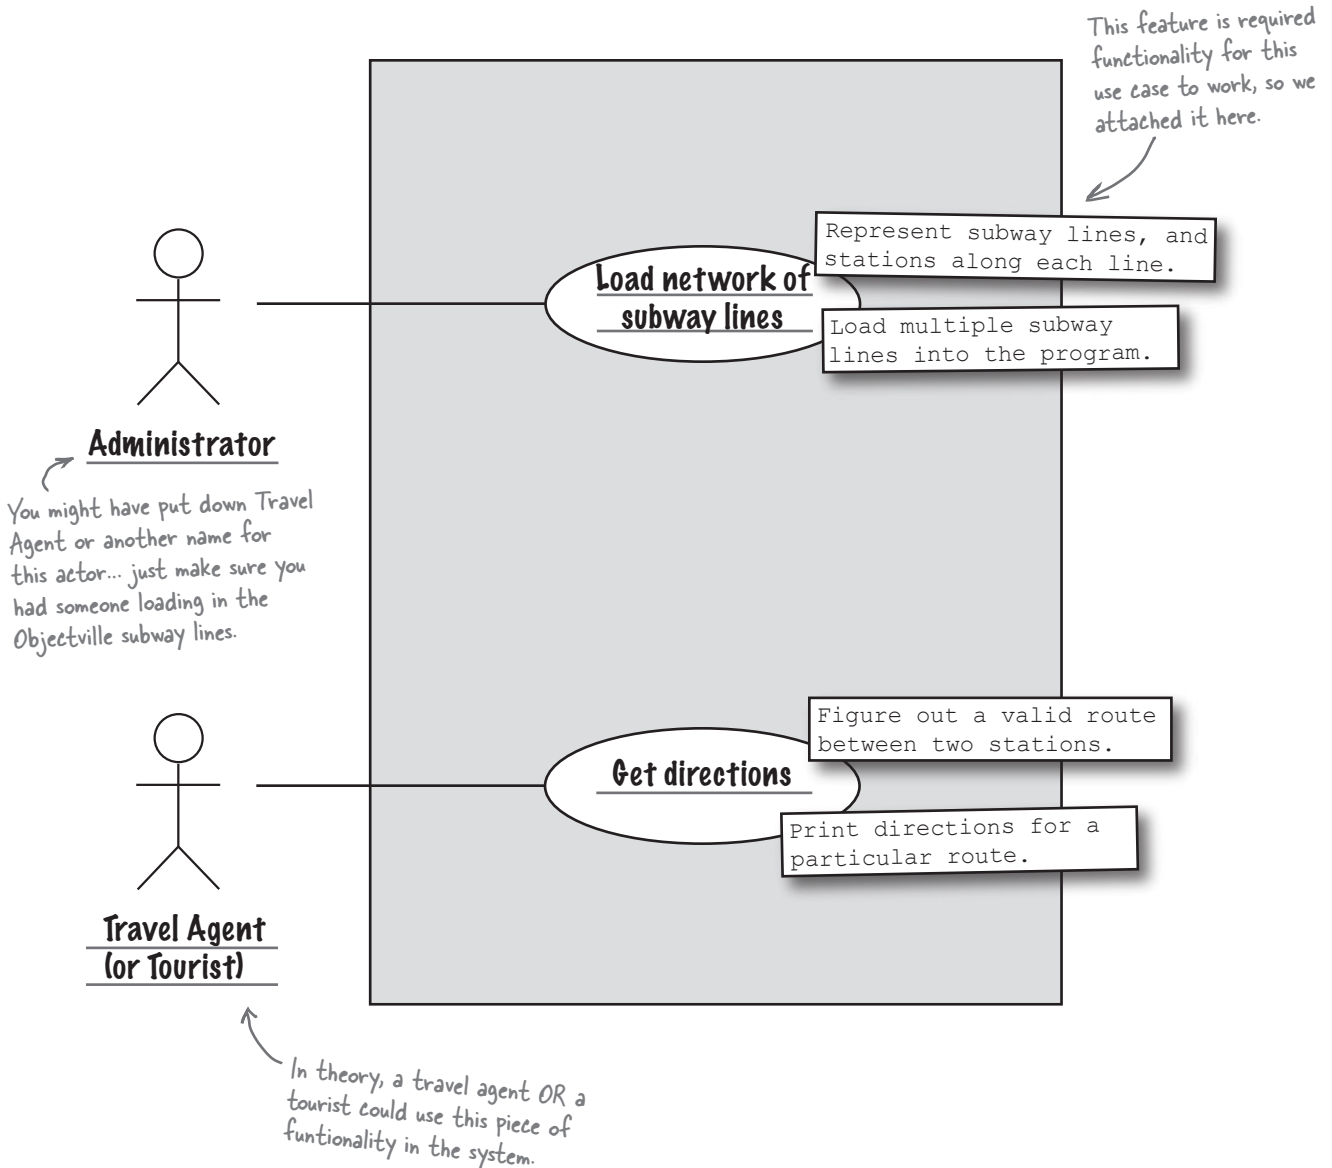 This feature is required
functionality for this
use case to work, so we
attached it here.
Represent subway lines, and
stations along each line.
Load network of
subway lines
Load multiple subway
lines into the program.
Administrator
You might have put down Travel
Agent or another name for
this actor... just make sure you
had someone loading in the
Objectville subway lines.
Figure out a valid route
between two stations.
Get directions
Print directions for a
particular route.
Travel Agent
(or Tourist)
In theory, a travel agent OR a
tourist could use this piece of
funtionality in the system.